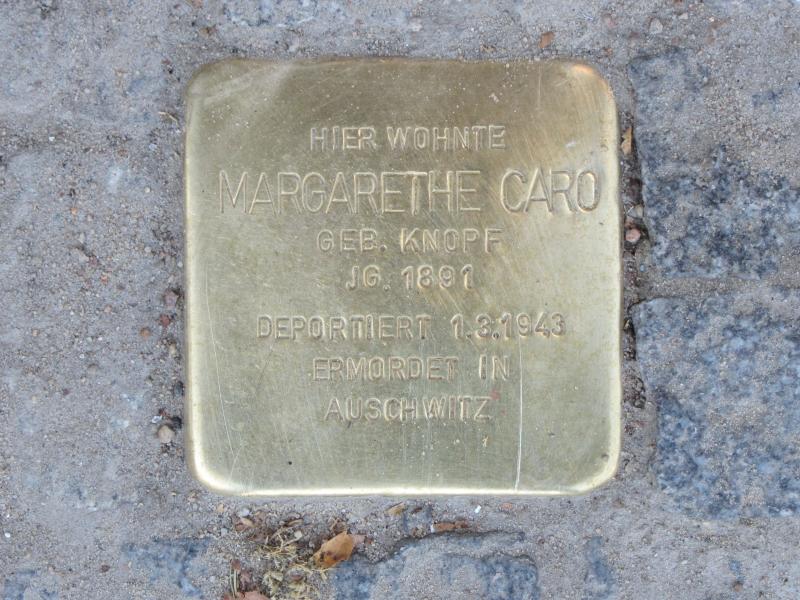 HIER WOHNTE
MARGARETHE CARO
GEB. KNOPF
JG. 1891
DEPORTIERT 1.3.1943
ERMORDET IN
AUSCHWITZ